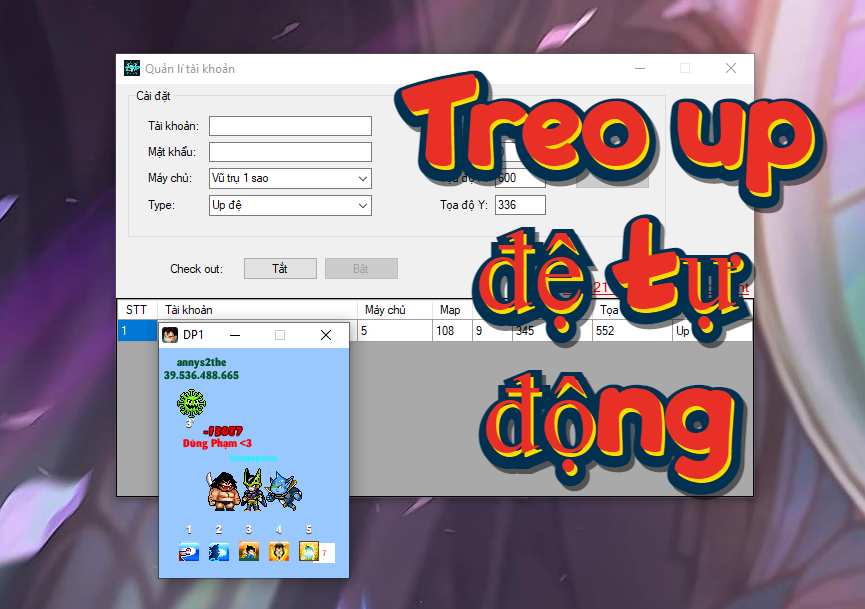 Quản lí tài khoản
Cài đặt
Treo up
Tài khoản:
Mật khẩu:
Máy chủ: Vũ trụ 1 sao
600
Type: Up đệ
Tọa độ Y: 336
đệ tự
Check out: Tắt Bật
STT Tài khoản Máy chủ Map
1 5 108 9 345 552 Up
DP1
annys2the
39.536.488.665
động
3
-13077
Dũng Phạm <3
1 2 3 4 5
7